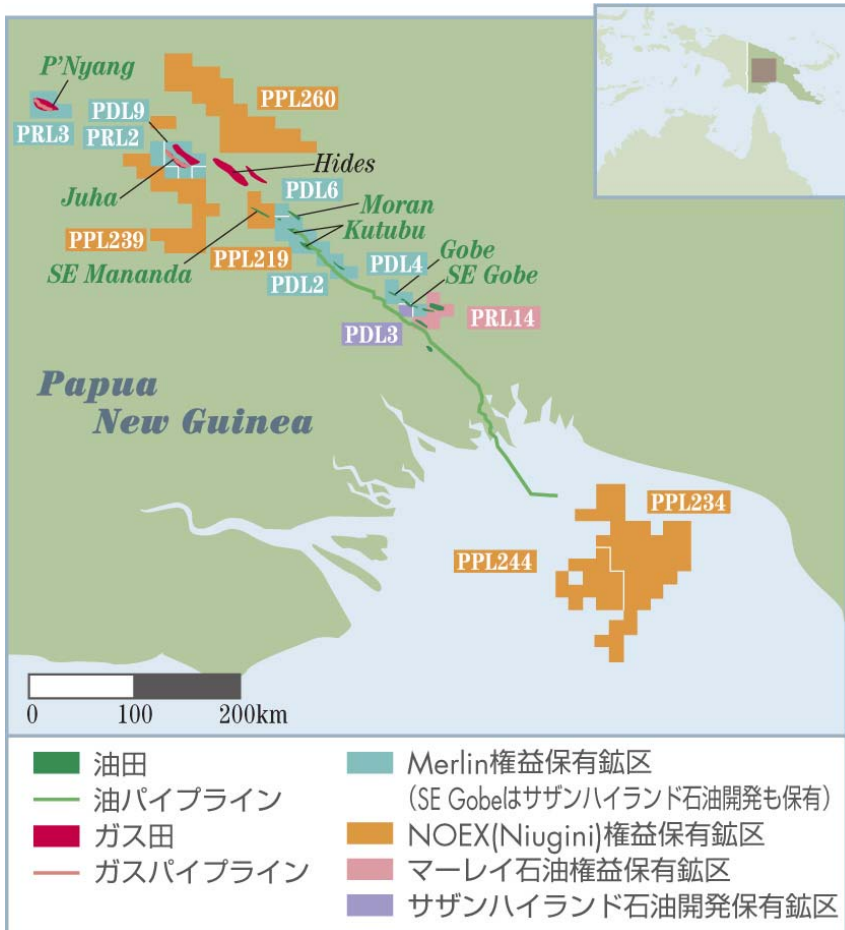 P'Nyang
PPL260
PDL9
PRL3
PRL2
Hides
Juha
PDL6
Moran
Kutubu
PPL239
PPL219
Gobe
SE Mananda
PDL4
SE Gobe
PDL2
PRL14
PDL3
Papua
New Guinea
PPL234
PPL244
0 100 200km
油田
油パイプライン
ガス田
ガスパイプライン
Merlin権益保有鉱区
(SE Gobeはサザンハイランド石油開発も保有)
NOEX(Niugini)権益保有鉱区
マーレイ石油権益保有鉱区
サザンハイランド石油開発保有鉱区